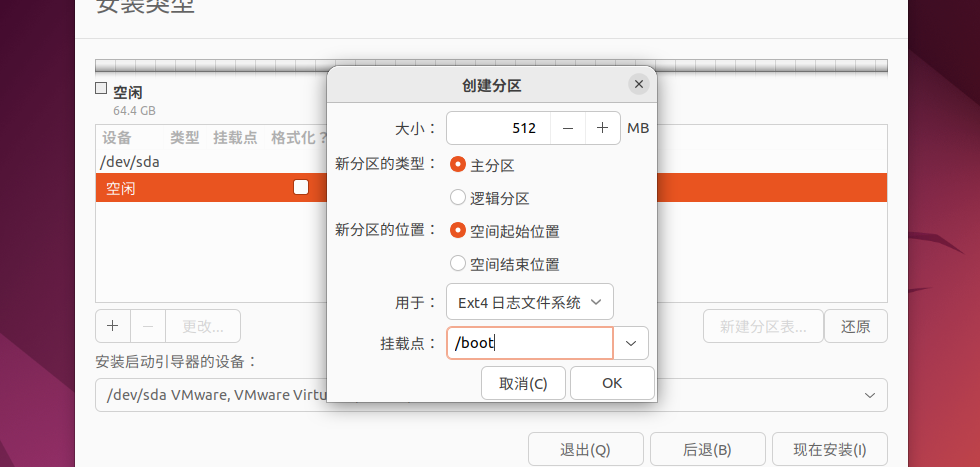 安装类型
创建分区
空闲
64.4 GB
大小：
512
MB
设备 类型 挂载点 格式化？
/dev/sda
空闲
新分区的类型：
主分区
逻辑分区
新分区的位置：
空间起始位置
空间结束位置
用于：
Ext4 日志文件系统
挂载点：
/boot
取消(C)
OK
更改...
新建分区表...
还原
安装启动引导器的设备：
/dev/sda VMware, VMware Virtu
退出(Q)
后退(B)
现在安装(I)